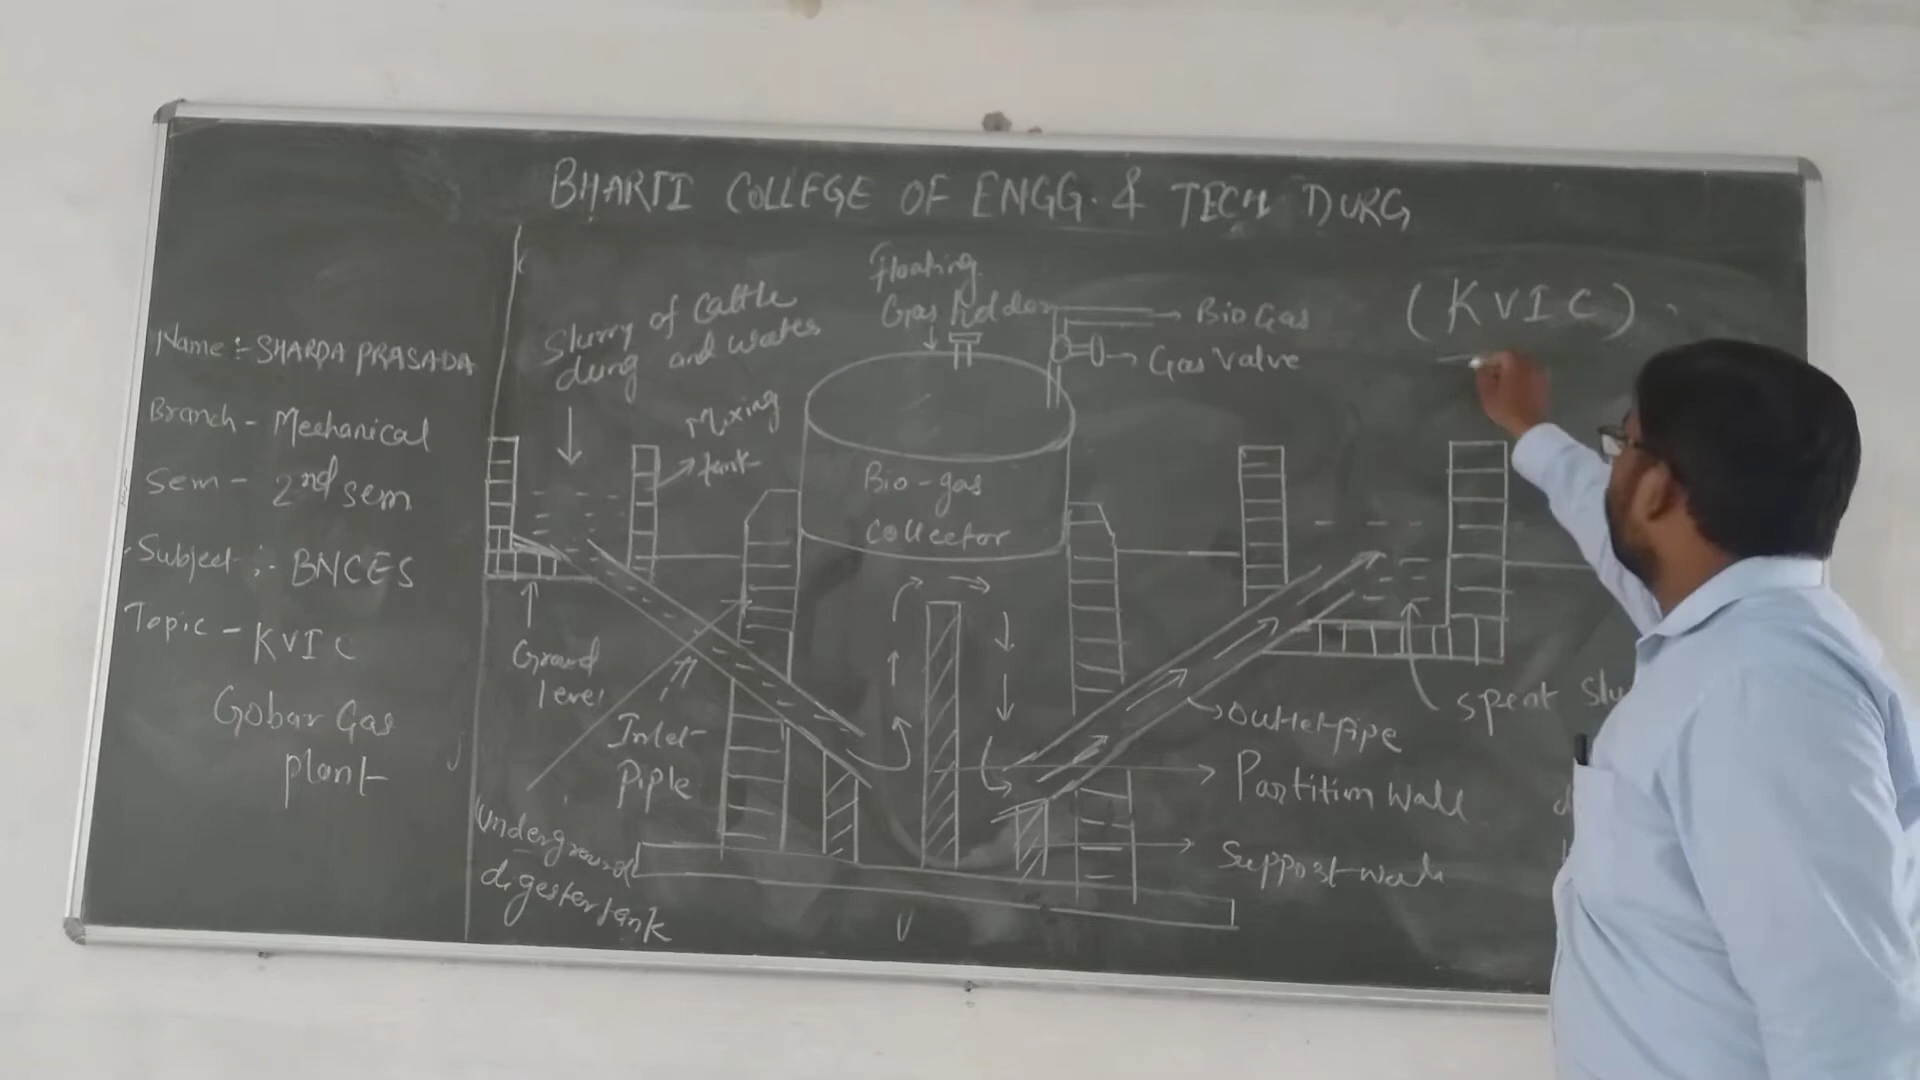 BHARTI COLLEGE OF ENGG. & TECH DURG
Name :- SHARDA PRASADA
Branch - Mechanical
Sem - 2nd sem
Subject :- BNCES
Topic - KVIC
Gobar Gas
plant
Slurry of Cattle
dung and water
Mixing
tank
Floating
Gas holder
Bio Gas
Gas Valve
(KVIC)
Bio-gas
Collector
Ground
level
Inlet
Piple
Underground
digester tank
spent
Outlet pipe
Partition Wall
Support wall